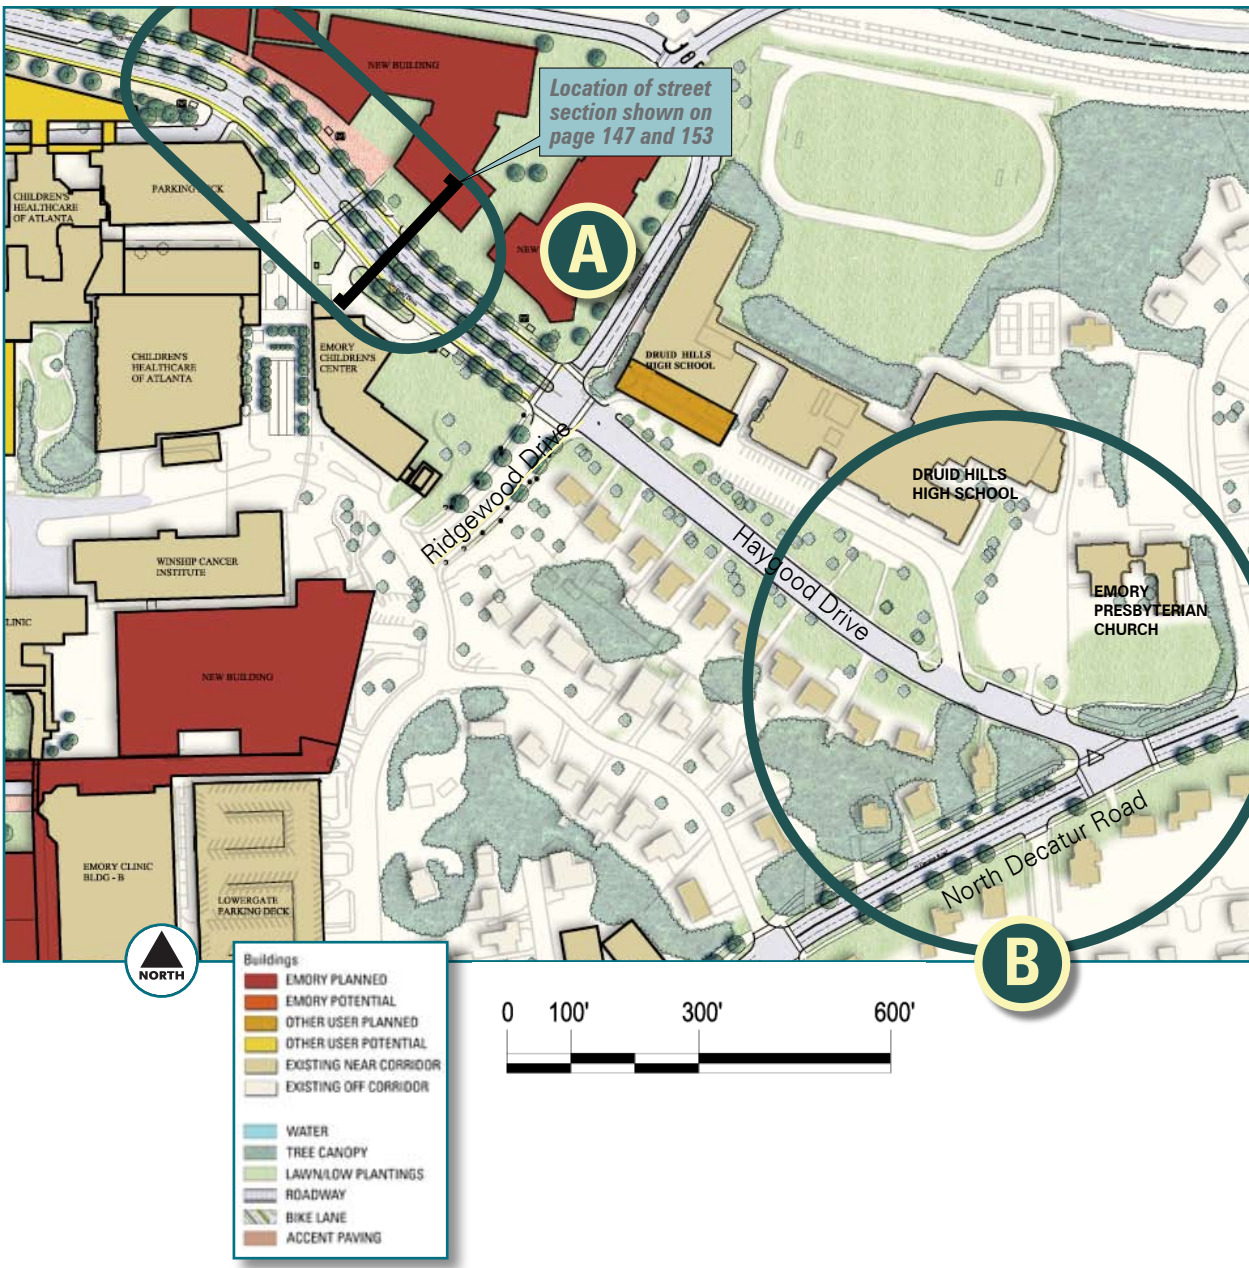 NEW BUILDING
Location of street
section shown on
page 147 and 153
PARKING DECK
CHILDREN'S
HEALTHCARE
OF ATLANTA
NEW
A
CHILDREN'S
HEALTHCARE
OF ATLANTA
EMORY
CHILDREN'S
CENTER
DRUID HILLS
HIGH SCHOOL
Ridgewood Drive
DRUID HILLS
HIGH SCHOOL
Haygood Drive
WINSHIP CANCER
INSTITUTE
EMORY
PRESBYTERIAN
CHURCH
LINIC
NEW BUILDING
North Decatur Road
EMORY CLINIC
BLDG - B
LOWERGATE
PARKING DECK
B
NORTH
Buildings
EMORY PLANNED
EMORY POTENTIAL
OTHER USER PLANNED
OTHER USER POTENTIAL
EXISTING NEAR CORRIDOR
EXISTING OFF CORRIDOR
WATER
TREE CANOPY
LAWN/LOW PLANTINGS
ROADWAY
BIKE LANE
ACCENT PAVING
0 100' 300' 600'